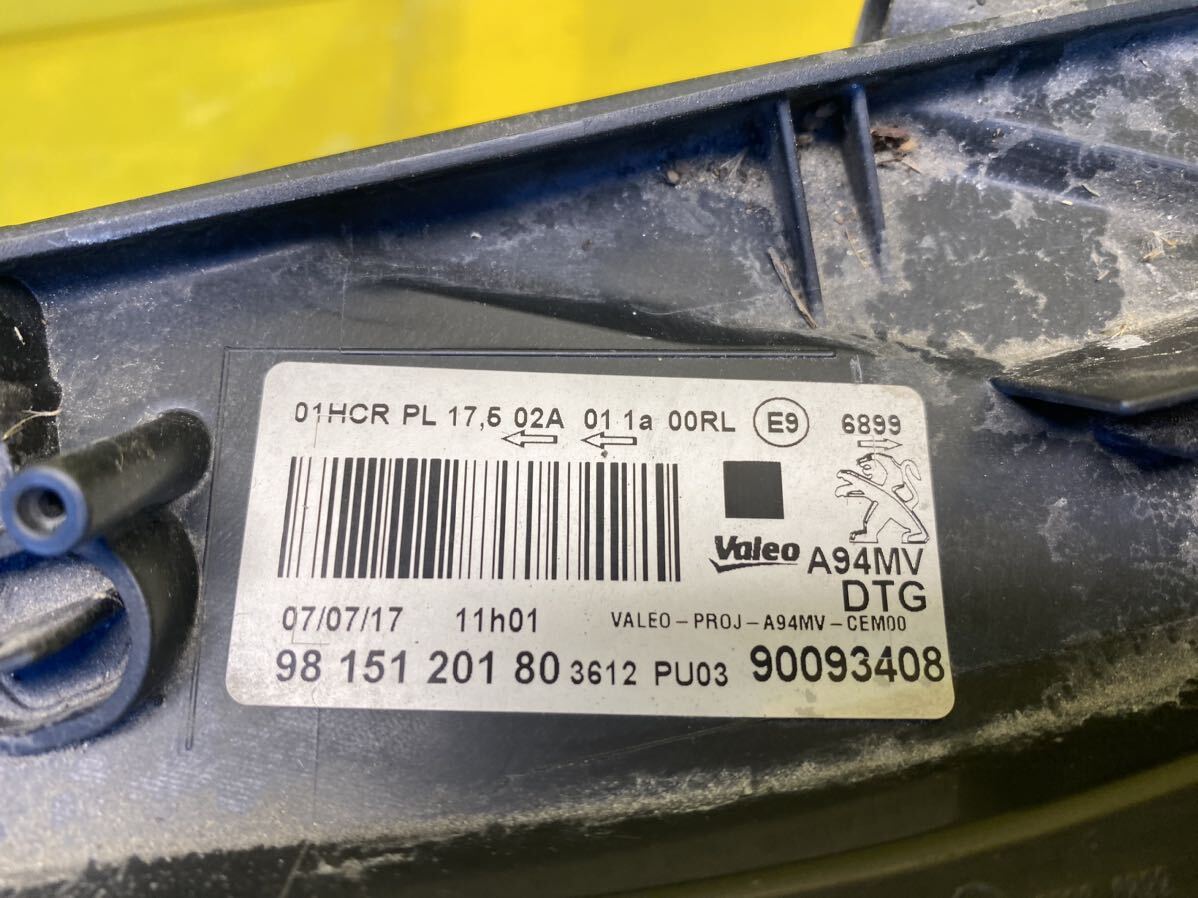 01HCR PL 17,5 02A 01 1a 00RL E9 6899
Valeo A94MV
DTG
07/07/17 11h01 VALEO-PROJ-A94MV-CEM00
98 151 201 80 3612 PU03 90093408